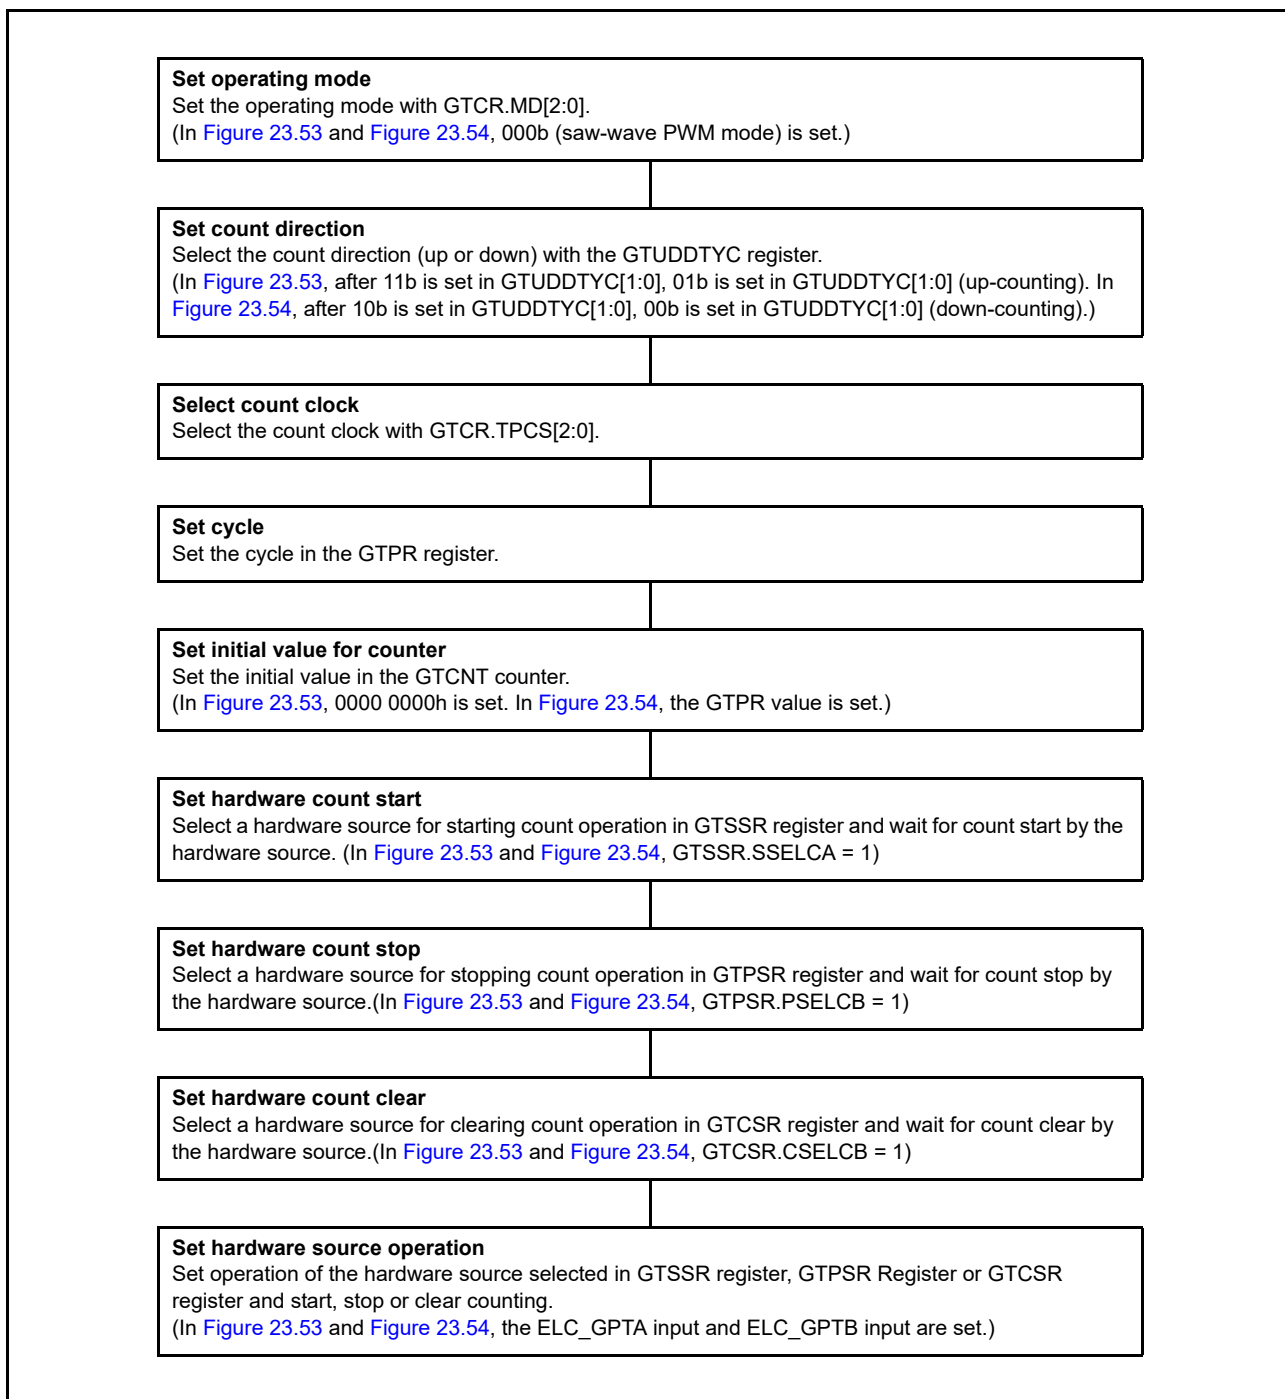 Set operating mode
Set the operating mode with GTCR.MD[2:0].
(In Figure 23.53 and Figure 23.54, 000b (saw-wave PWM mode) is set.)
Set count direction
Select the count direction (up or down) with the GTUDDTYC register.
(In Figure 23.53, after 11b is set in GTUDDTYC[1:0], 01b is set in GTUDDTYC[1:0] (up-counting). In
Figure 23.54, after 10b is set in GTUDDTYC[1:0], 00b is set in GTUDDTYC[1:0] (down-counting).)
Select count clock
Select the count clock with GTCR.TPCS[2:0].
Set cycle
Set the cycle in the GTPR register.
Set initial value for counter
Set the initial value in the GTCNT counter.
(In Figure 23.53, 0000 0000h is set. In Figure 23.54, the GTPR value is set.)
Set hardware count start
Select a hardware source for starting count operation in GTSSR register and wait for count start by the
hardware source. (In Figure 23.53 and Figure 23.54, GTSSR.SSELCA = 1)
Set hardware count stop
Select a hardware source for stopping count operation in GTPSR register and wait for count stop by
the hardware source.(In Figure 23.53 and Figure 23.54, GTPSR.PSELCB = 1)
Set hardware count clear
Select a hardware source for clearing count operation in GTCSR register and wait for count clear by
the hardware source.(In Figure 23.53 and Figure 23.54, GTCSR.CSELCB = 1)
Set hardware source operation
Set operation of the hardware source selected in GTSSR register, GTPSR Register or GTCSR
register and start, stop or clear counting.
(In Figure 23.53 and Figure 23.54, the ELC_GPTA input and ELC_GPTB input are set.)